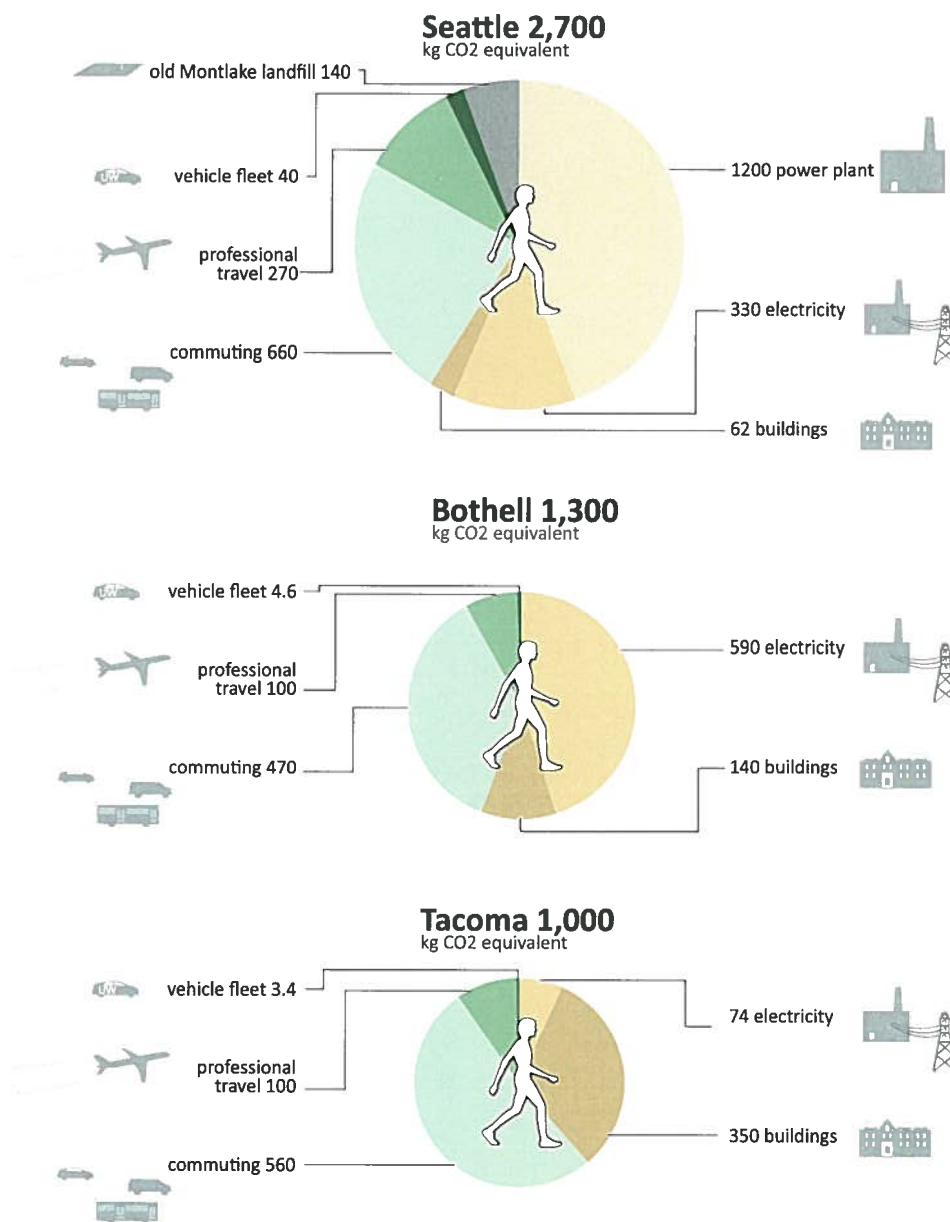 Seattle 2,700
kg CO2 equivalent
old Montlake landfill 140
vehicle fleet 40
professional
travel 270
commuting 660
1200 power plant
330 electricity
62 buildings
UW
Bothell 1,300
kg CO2 equivalent
vehicle fleet 4.6
professional
travel 100
commuting 470
590 electricity
140 buildings
UW
Tacoma 1,000
kg CO2 equivalent
vehicle fleet 3.4
professional
travel 100
commuting 560
74 electricity
350 buildings
UW